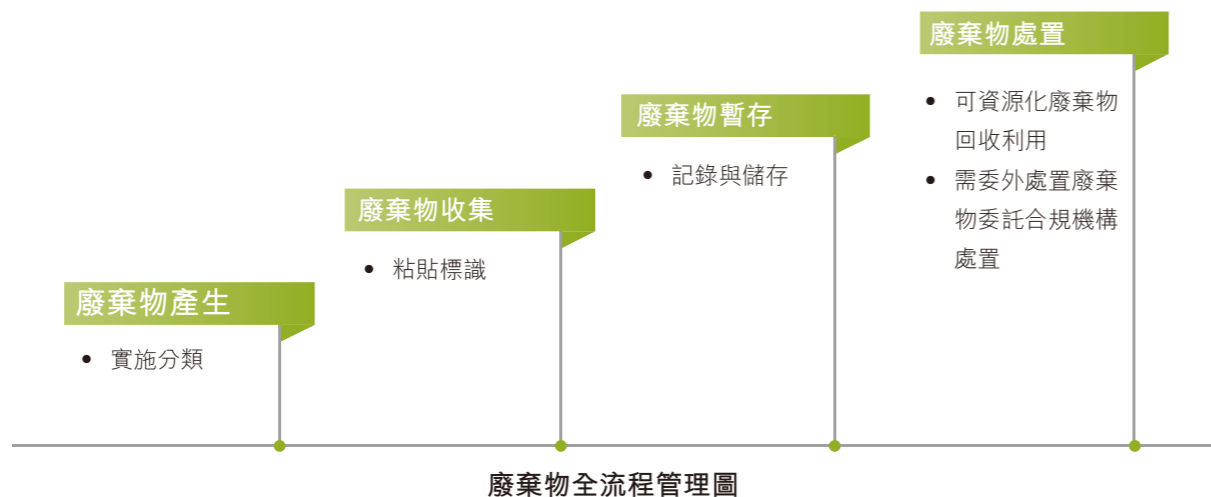 廢棄物產生
• 實施分類
廢棄物收集
• 粘貼標識
廢棄物暫存
• 記錄與儲存
廢棄物處置
• 可資源化廢棄物
回收利用
• 需委外處置廢棄
物委託合規機構
處置
廢棄物全流程管理圖